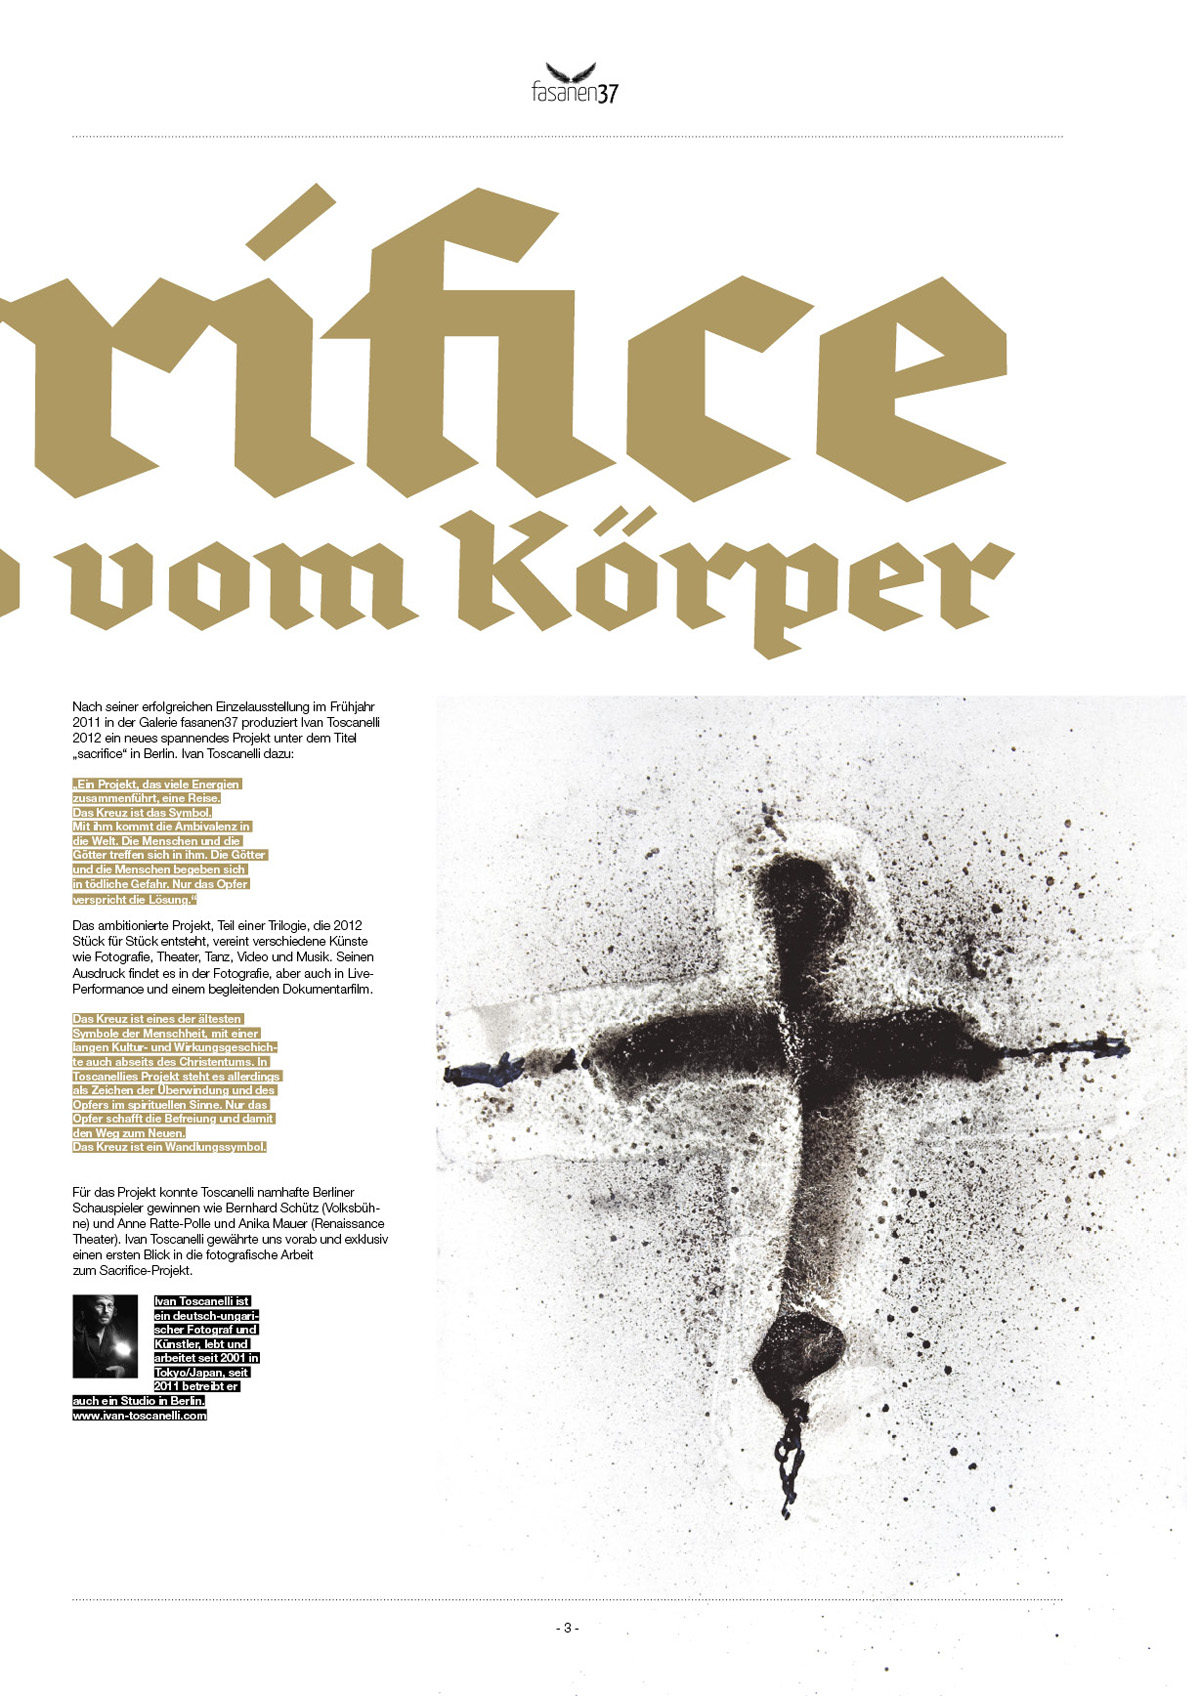 fasanen37
rifice
vom Körper
Nach seiner erfolgreichen Einzelausstellung im Frühjahr
2011 in der Galerie fasanen37 produziert Ivan Toscanelli
2012 ein neues spannendes Projekt unter dem Titel
„sacrifice“ in Berlin. Ivan Toscanelli dazu:
„Ein Projekt, das viele Energien
zusammenführt, eine Reise.
Das Kreuz ist das Symbol.
Mit ihm kommt die Ambivalenz in
die Welt. Die Menschen und die
Götter treffen sich in ihm. Die Götter
und die Menschen begeben sich
in tödliche Gefahr. Nur das Opfer
verspricht die Lösung.“
Das ambitionierte Projekt, Teil einer Trilogie, die 2012
Stück für Stück entsteht, vereint verschiedene Künste
wie Fotografie, Theater, Tanz, Video und Musik. Seinen
Ausdruck findet es in der Fotografie, aber auch in Live-
Performance und einem begleitenden Dokumentarfilm.
Das Kreuz ist eines der ältesten
Symbole der Menschheit, mit einer
langen Kultur- und Wirkungsgeschich-
te auch abseits des Christentums. In
Toscanellies Projekt steht es allerdings
als Zeichen der Überwindung und des
Opfers im spirituellen Sinne. Nur das
Opfer schafft die Befreiung und damit
den Weg zum Neuen.
Das Kreuz ist ein Wandlungssymbol.
Für das Projekt konnte Toscanelli namhafte Berliner
Schauspieler gewinnen wie Bernhard Schütz (Volksbüh-
ne) und Anne Ratte-Polle und Anika Mauer (Renaissance
Theater). Ivan Toscanelli gewährte uns vorab und exklusiv
einen ersten Blick in die fotografische Arbeit
zum Sacrifice-Projekt.
Ivan Toscanelli ist
ein deutsch-ungari-
scher Fotograf und
Künstler, lebt und
arbeitet seit 2001 in
Tokyo/Japan, seit
2011 betreibt er
auch ein Studio in Berlin.
www.ivan-toscanelli.com
- 3 -